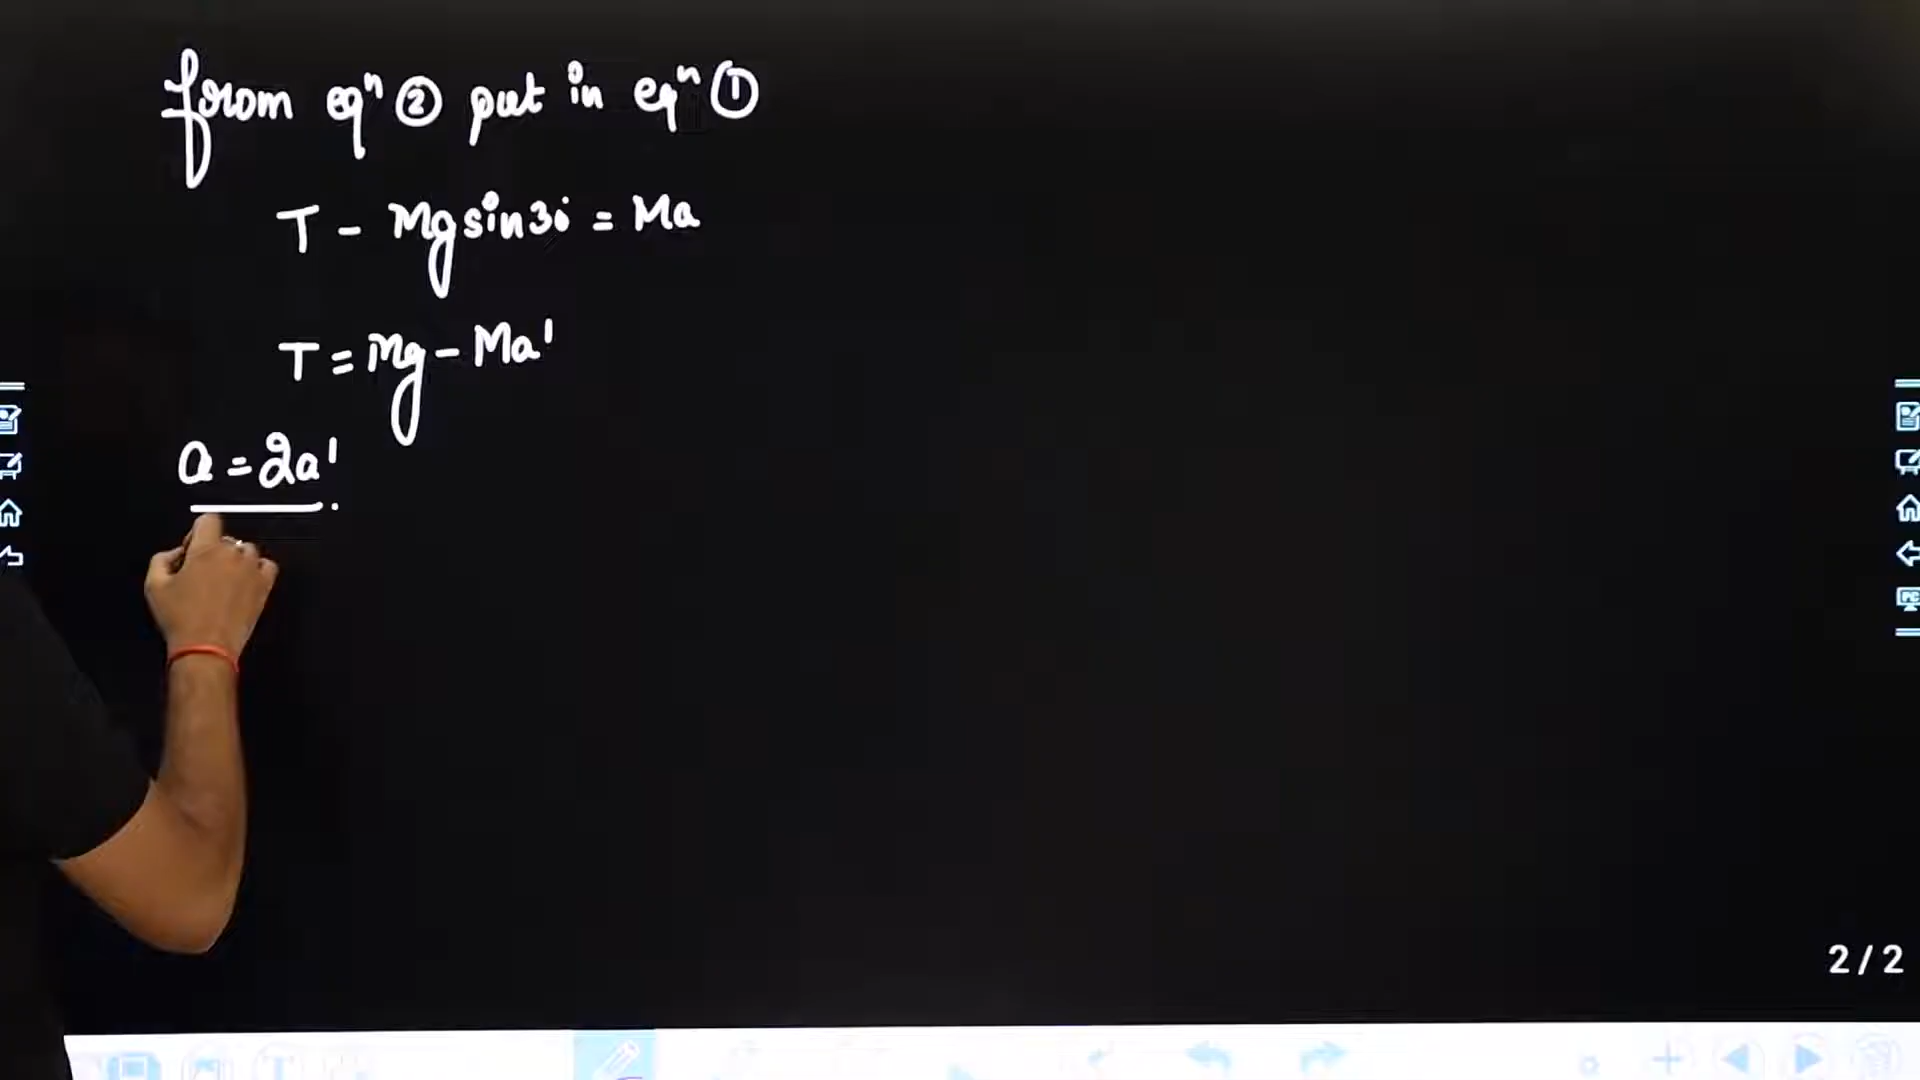 from eqⁿ ② put in eqⁿ ①
T - Mg sin30 = Ma
T = Mg - Ma'
a = 2a'
2 / 2